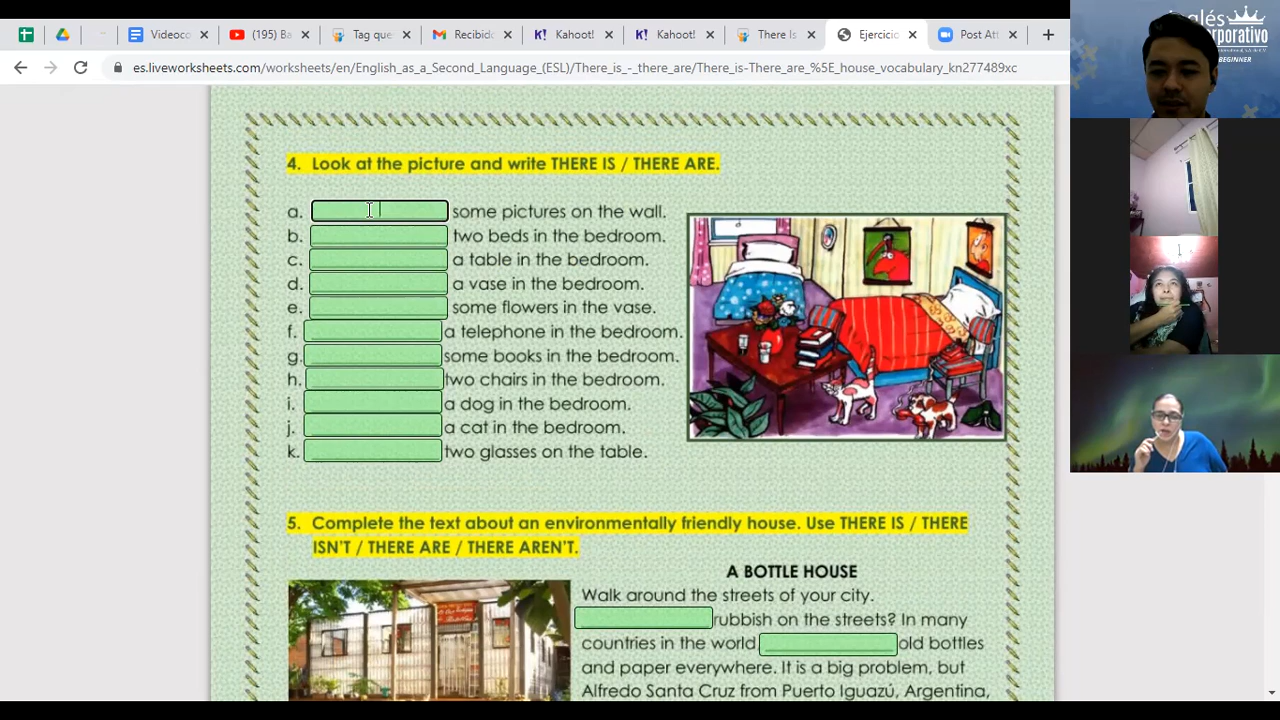 Videoco
(195) Ba
Tag que
Recibido
Kahoot!
Kahoot!
There Is
Ejercicio
Post Att
es.liveworksheets.com/worksheets/en/English_as_a_Second_Language_(ESL)/There_is_-_there_are/There_is-There_are_%5E_house_vocabulary_kn277489xc
BEGINNER
4. Look at the picture and write THERE IS / THERE ARE.
a. some pictures on the wall.
b. two beds in the bedroom.
c. a table in the bedroom.
d. a vase in the bedroom.
e. some flowers in the vase.
f. a telephone in the bedroom.
g. some books in the bedroom.
h. two chairs in the bedroom.
i. a dog in the bedroom.
j. a cat in the bedroom.
k. two glasses on the table.
5. Complete the text about an environmentally friendly house. Use THERE IS / THERE
ISN'T / THERE ARE / THERE AREN'T.
A BOTTLE HOUSE
Walk around the streets of your city.
rubbish on the streets? In many
countries in the world old bottles
and paper everywhere. It is a big problem, but
Alfredo Santa Cruz from Puerto Iguazú, Argentina,